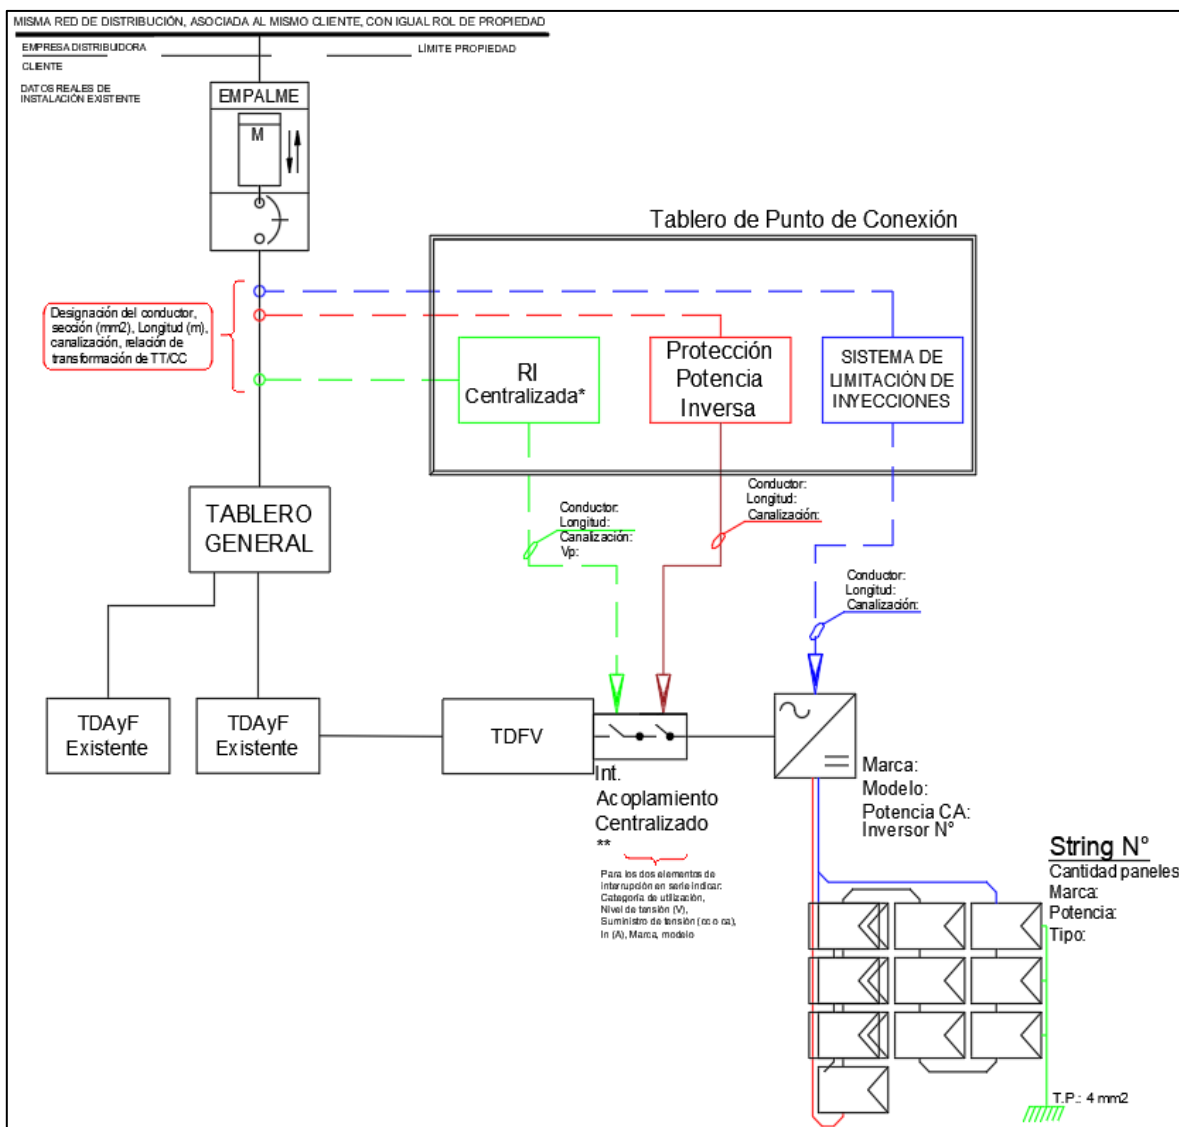 MISMA RED DE DISTRIBUCIÓN, ASOCIADA AL MISMO CLIENTE, CON IGUAL ROL DE PROPIEDAD
EMPRESA DISTRIBUIDORA
LÍMITE PROPIEDAD
CLIENTE
DATOS REALES DE
INSTALACIÓN EXISTENTE
EMPALME
M
Tablero de Punto de Conexión
Designación del conductor,
sección (mm2), Longitud (m),
canalización, relación de
transformación de TT/CC
RI
Centralizada*
Protección
Potencia
Inversa
SISTEMA DE
LIMITACIÓN DE
INYECCIONES
TABLERO
GENERAL
Conductor:
Longitud:
Canalización:
Vp:
Conductor:
Longitud:
Canalización:
Conductor:
Longitud:
Canalización:
TDAyF
Existente
TDAyF
Existente
TDFV
Int.
Acoplamiento
Centralizado
**
Para los dos elementos de
interrupción en serie indicar:
Categoría de utilización,
Nivel de tensión (V),
Suministro de tensión (cc o ca),
In (A), Marca, modelo
Marca:
Modelo:
Potencia CA:
Inversor N°
String N°
Cantidad paneles
Marca:
Potencia:
Tipo:
T.P.: 4 mm2